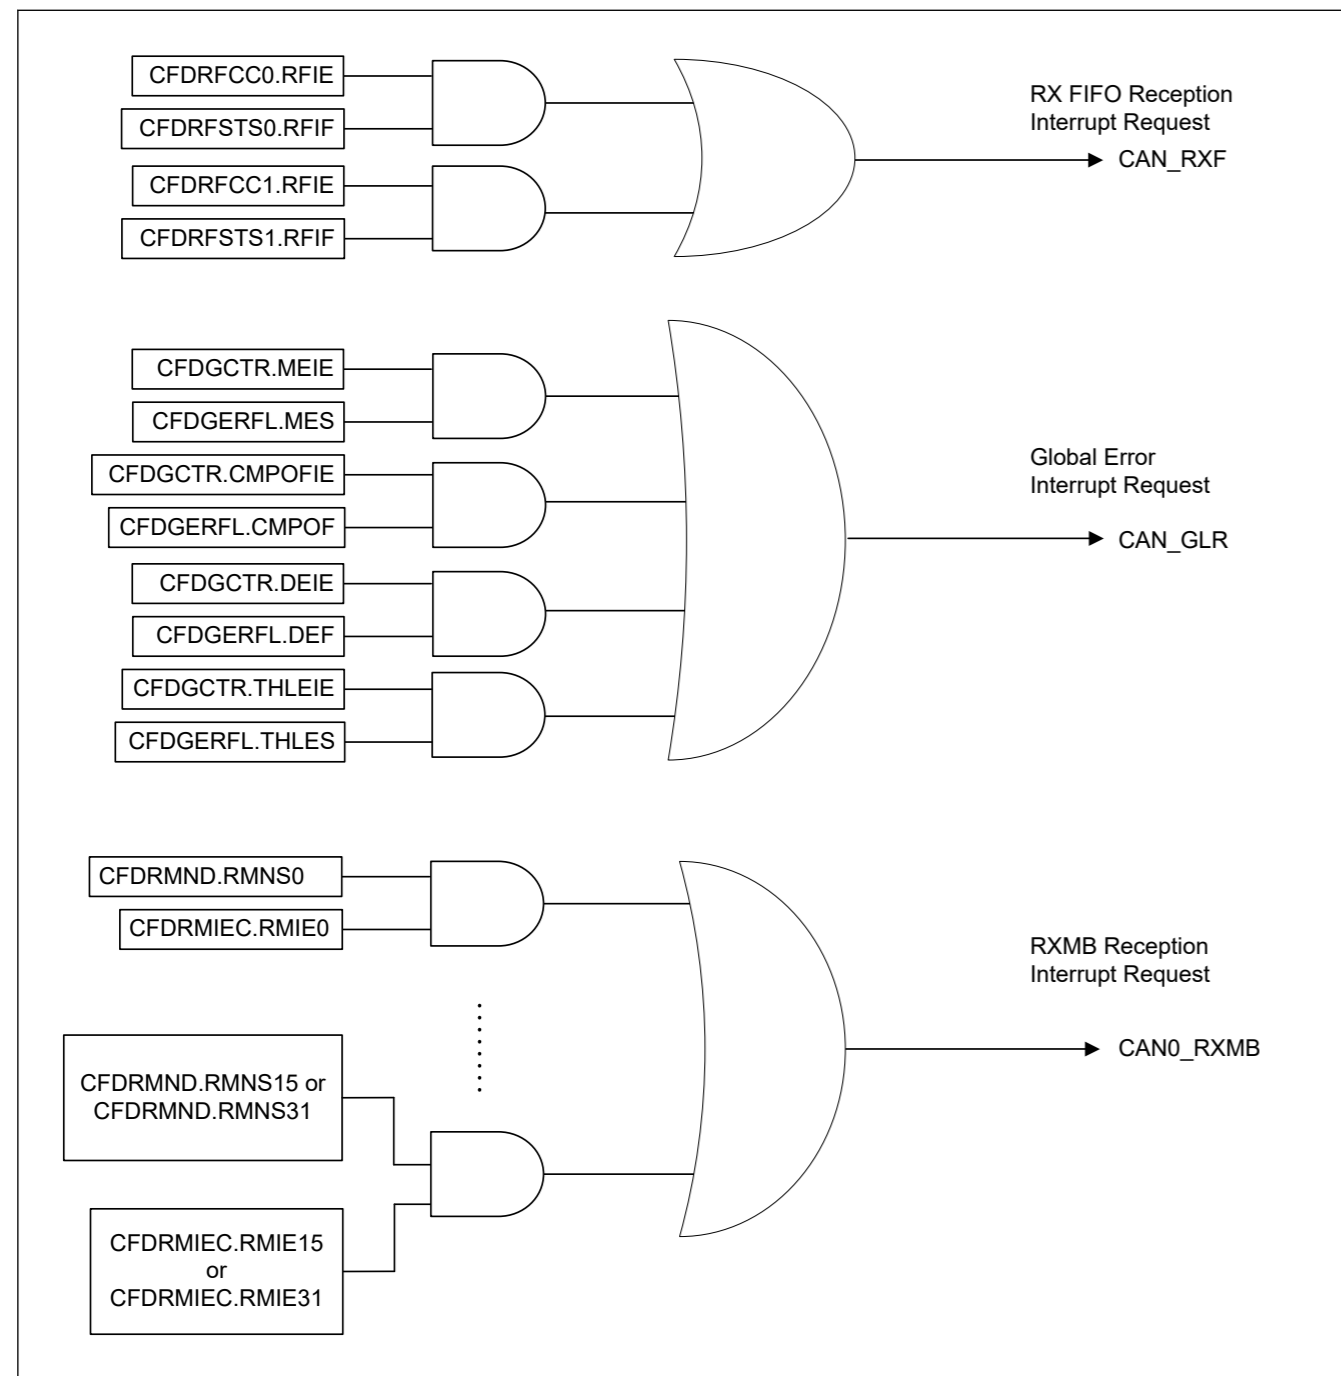 CFDRFCC0.RFIE
CFDRFSTS0.RFIF
CFDRFCC1.RFIE
CFDRFSTS1.RFIF
RX FIFO Reception
Interrupt Request
CAN_RXF
CFDGCTR.MEIE
CFDGERFL.MES
CFDGCTR.CMPOFIE
CFDGERFL.CMPOF
CFDGCTR.DEIE
CFDGERFL.DEF
CFDGCTR.THLEIE
CFDGERFL.THLES
Global Error
Interrupt Request
CAN_GLR
CFDRMND.RMNS0
CFDRMIEC.RMIE0
CFDRMND.RMNS15 or
CFDRMND.RMNS31
CFDRMIEC.RMIE15
or
CFDRMIEC.RMIE31
RXMB Reception
Interrupt Request
CAN0_RXMB